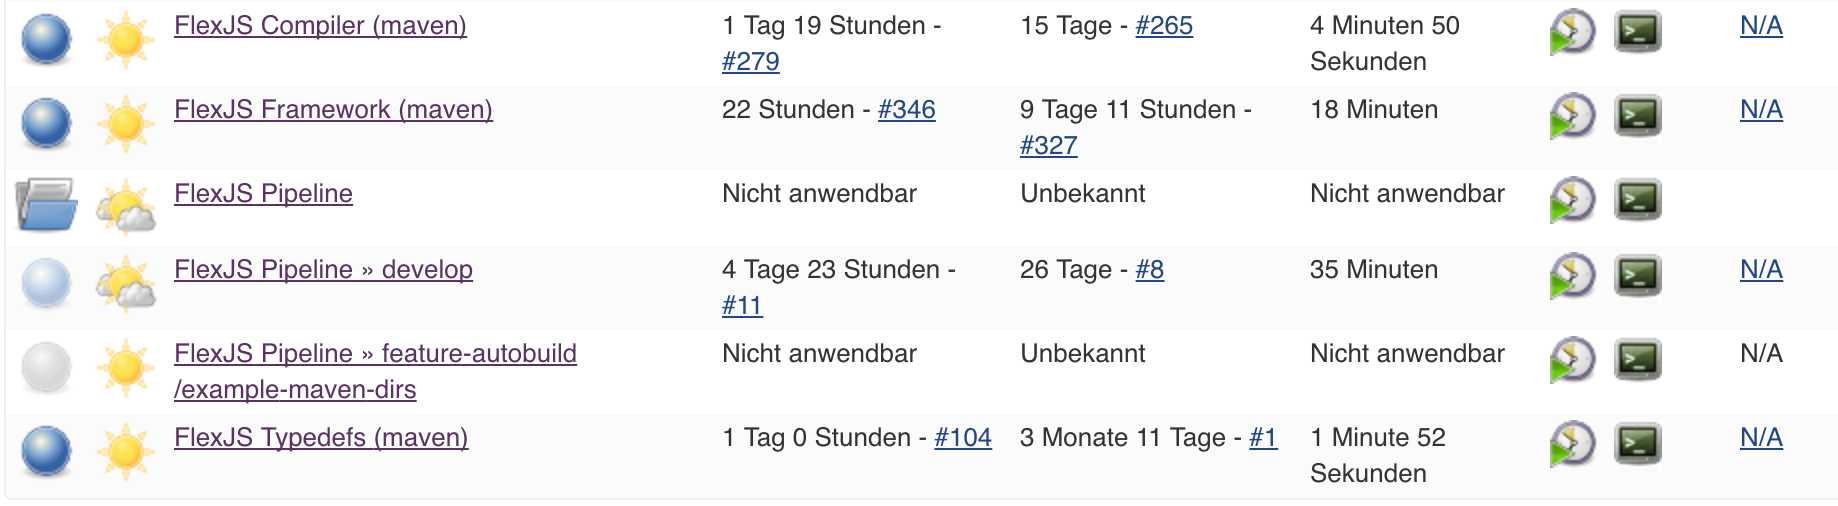 FlexJS Compiler (maven) 1 Tag 19 Stunden - 15 Tage - #265 4 Minuten 50 >_ N/A
#279 Sekunden
FlexJS Framework (maven) 22 Stunden - #346 9 Tage 11 Stunden - 18 Minuten >_ N/A
#327
FlexJS Pipeline Nicht anwendbar Unbekannt Nicht anwendbar >_
FlexJS Pipeline » develop 4 Tage 23 Stunden - 26 Tage - #8 35 Minuten >_ N/A
#11
FlexJS Pipeline » feature-autobuild Nicht anwendbar Unbekannt Nicht anwendbar >_ N/A
/example-maven-dirs
FlexJS Typedefs (maven) 1 Tag 0 Stunden - #104 3 Monate 11 Tage - #1 1 Minute 52 >_ N/A
Sekunden